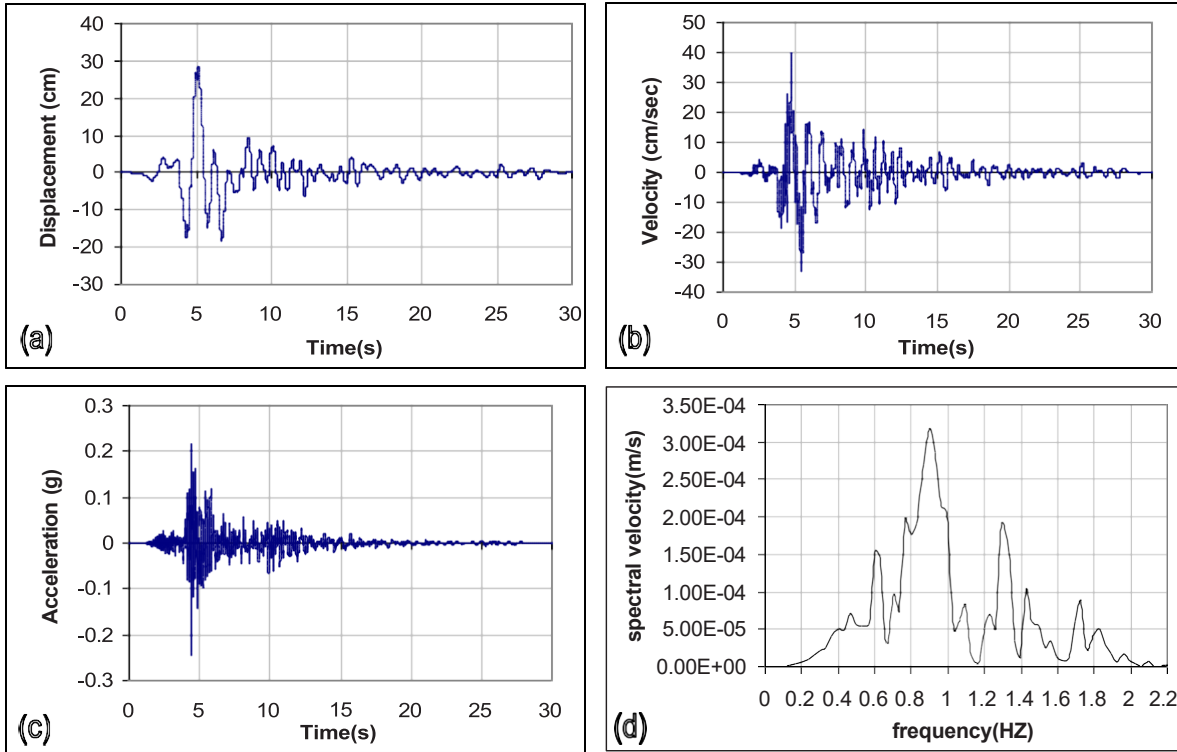 40
30
20
10
0
-10
-20
-30
Displacement (cm)
0 5 10 15 20 25 30
Time(s)
(a)
50
40
30
20
10
0
-10
-20
-30
-40
Velocity (cm/sec)
0 5 10 15 20 25 30
Time(s)
(b)
0.3
0.2
0.1
0
-0.1
-0.2
-0.3
Acceleration (g)
0 5 10 15 20 25 30
Time(s)
(c)
3.50E-04
3.00E-04
2.50E-04
2.00E-04
1.50E-04
1.00E-04
5.00E-05
0.00E+00
spectral velocity(m/s)
0 0.2 0.4 0.6 0.8 1 1.2 1.4 1.6 1.8 2 2.2
frequency(HZ)
(d)